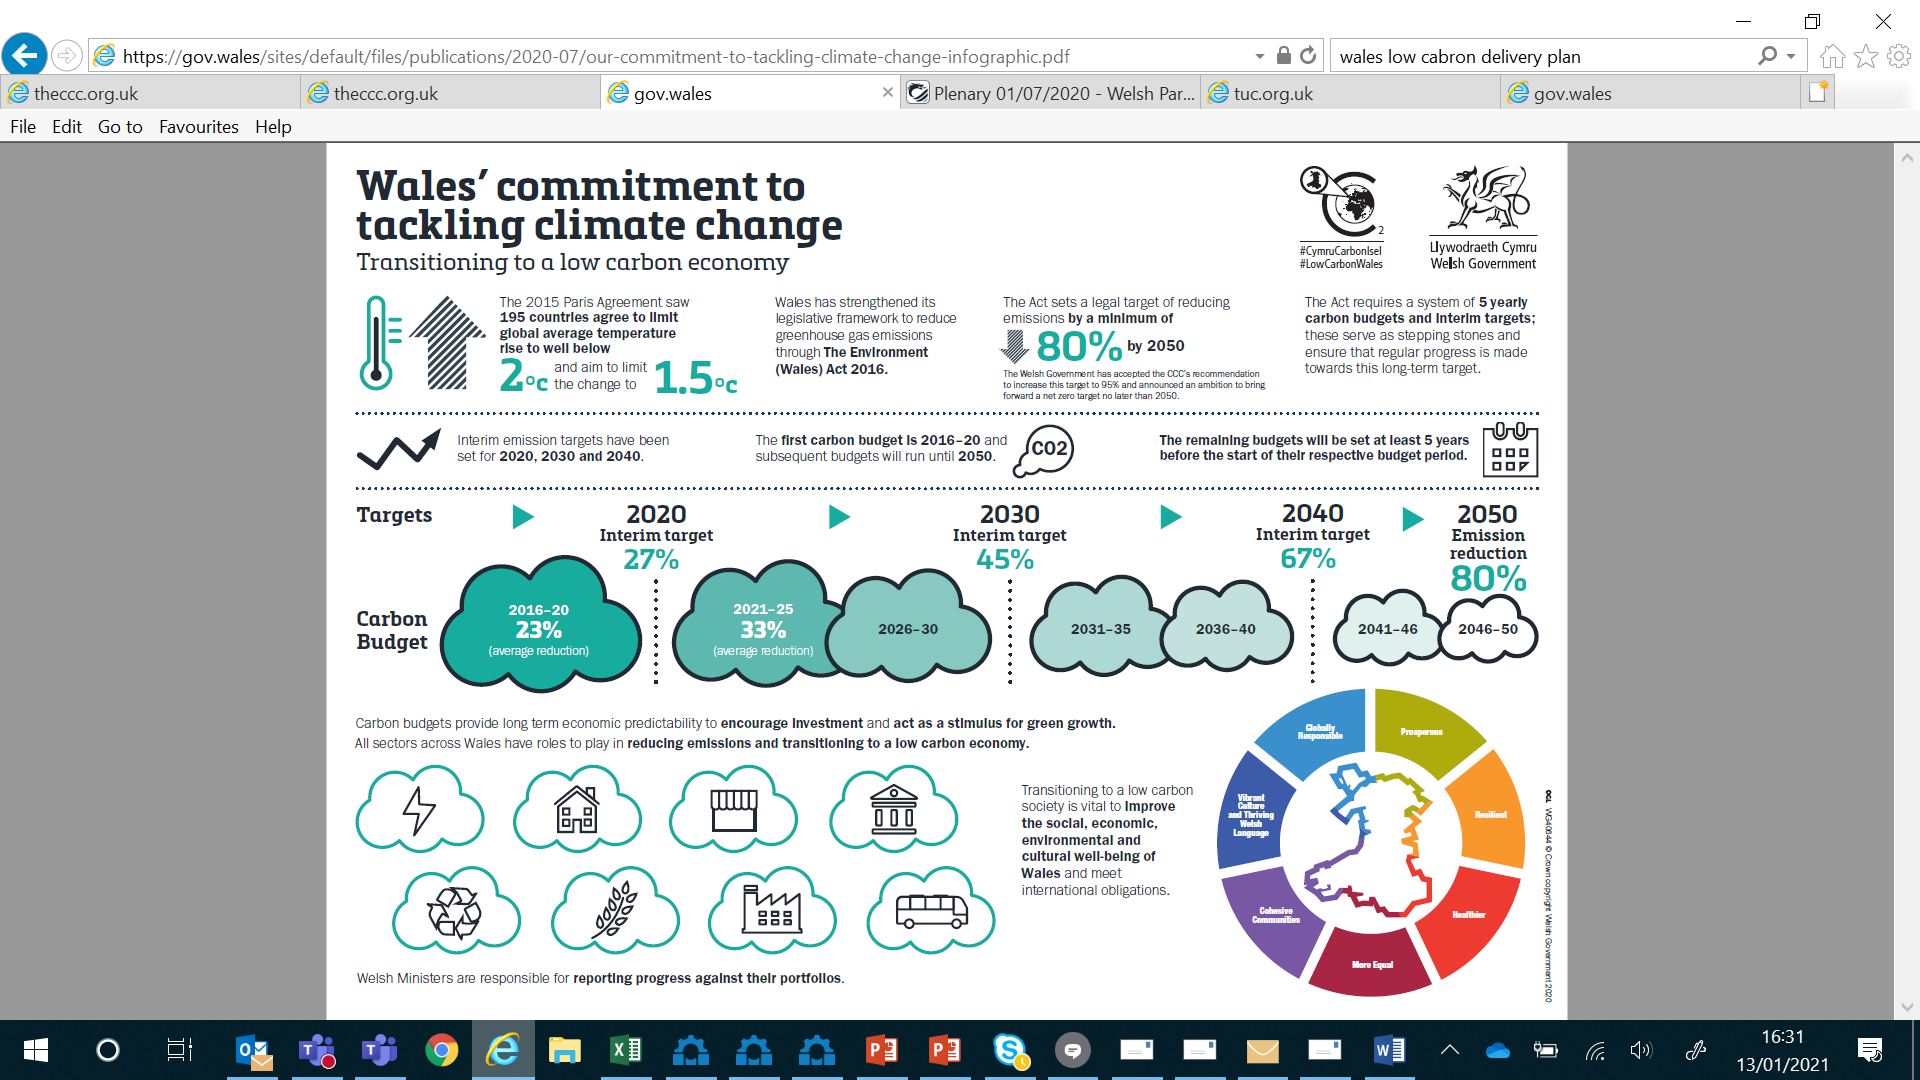 https://gov.wales/sites/default/files/publications/2020-07/our-commitment-to-tackling-climate-change-infographic.pdf
wales low cabron delivery plan
theccc.org.uk
theccc.org.uk
gov.wales
Plenary 01/07/2020 - Welsh Par...
tuc.org.uk
gov.wales
File Edit Go to Favourites Help
Wales' commitment to
tackling climate change
Transitioning to a low carbon economy
2
#CymruCarbonIsel
#LowCarbonWales
Llywodraeth Cymru
Welsh Government
The 2015 Paris Agreement saw
195 countries agree to limit
global average temperature
rise to well below
2°c and aim to limit
the change to 1.5°c
Wales has strengthened its
legislative framework to reduce
greenhouse gas emissions
through The Environment
(Wales) Act 2016.
The Act sets a legal target of reducing
emissions by a minimum of
80% by 2050
The Welsh Government has accepted the CCC's recommendation
to increase this target to 95% and announced an ambition to bring
forward a net zero target no later than 2050.
The Act requires a system of 5 yearly
carbon budgets and interim targets;
these serve as stepping stones and
ensure that regular progress is made
towards this long-term target.
Interim emission targets have been
set for 2020, 2030 and 2040.
The first carbon budget is 2016–20 and
subsequent budgets will run until 2050.
CO2
The remaining budgets will be set at least 5 years
before the start of their respective budget period.
Targets
2020
Interim target
27%
2030
Interim target
45%
2040
Interim target
67%
2050
Emission
reduction
80%
Carbon
Budget
2016–20
23%
(average reduction)
2021–25
33%
(average reduction)
2026–30
2031–35
2036–40
2041–46
2046–50
Carbon budgets provide long term economic predictability to encourage investment and act as a stimulus for green growth.
All sectors across Wales have roles to play in reducing emissions and transitioning to a low carbon economy.
Transitioning to a low carbon
society is vital to improve
the social, economic,
environmental and
cultural well-being of
Wales and meet
international obligations.
Globally
Responsible
Prosperous
Resilient
Healthier
More Equal
Cohesive
Communities
Vibrant
Culture
and Thriving
Welsh
Language
OGL WG40644 © Crown copyright Welsh Government 2020
Welsh Ministers are responsible for reporting progress against their portfolios.
16:31
13/01/2021